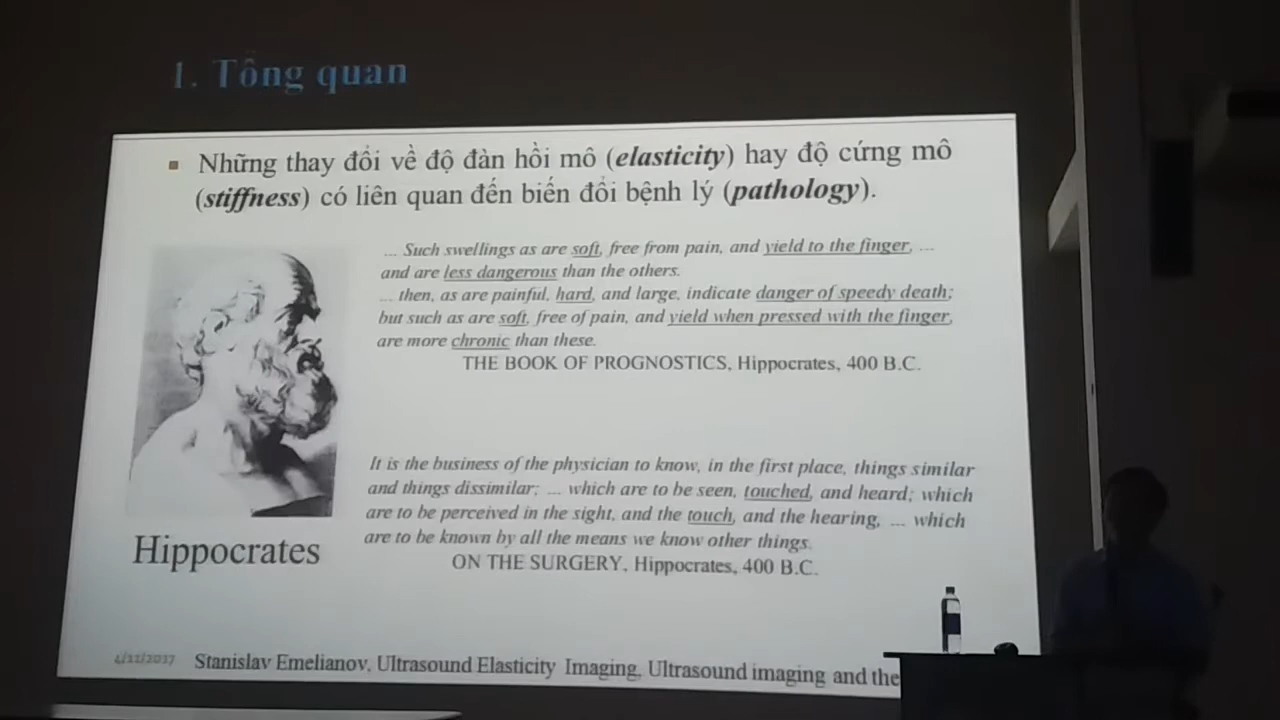 1. Tổng quan
▪ Những thay đổi về độ đàn hồi mô (elasticity) hay độ cứng mô
(stiffness) có liên quan đến biến đổi bệnh lý (pathology).
... Such swellings as are soft, free from pain, and yield to the finger, ...
and are less dangerous than the others.
... then, as are painful, hard, and large, indicate danger of speedy death;
but such as are soft, free of pain, and yield when pressed with the finger,
are more chronic than these.
THE BOOK OF PROGNOSTICS, Hippocrates, 400 B.C.
It is the business of the physician to know, in the first place, things similar
and things dissimilar; ... which are to be seen, touched, and heard; which
are to be perceived in the sight, and the touch, and the hearing, ... which
are to be known by all the means we know other things.
ON THE SURGERY, Hippocrates, 400 B.C.
Hippocrates
4/22/2017
Stanislav Emelianov, Ultrasound Elasticity Imaging, Ultrasound imaging and the